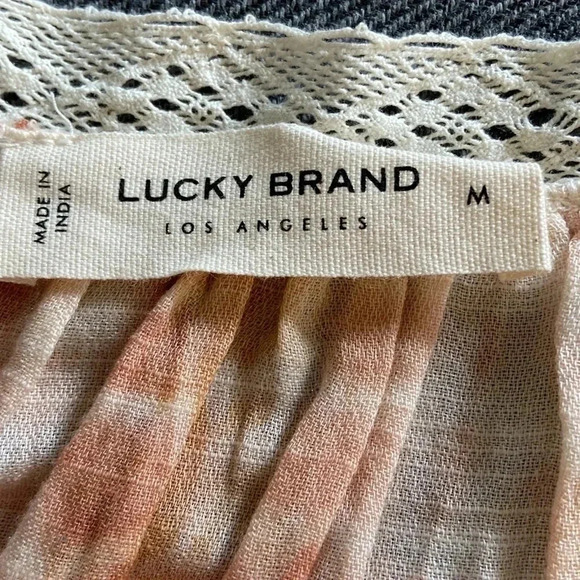 MADE IN
INDIA
LUCKY BRAND
LOS ANGELES
M